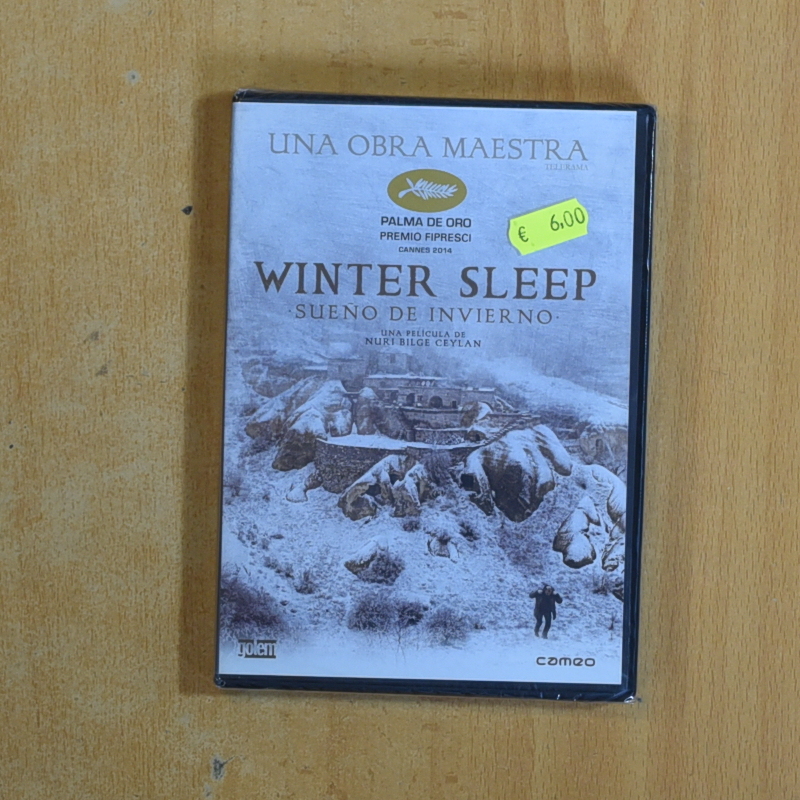 UNA OBRA MAESTRA
TELERAMA
PALMA DE ORO
PREMIO FIPRESCI
CANNES 2014
€ 6,00
WINTER SLEEP
·SUEÑO DE INVIERNO·
UNA PELÍCULA DE
NURI BILGE CEYLAN
golem
cameo